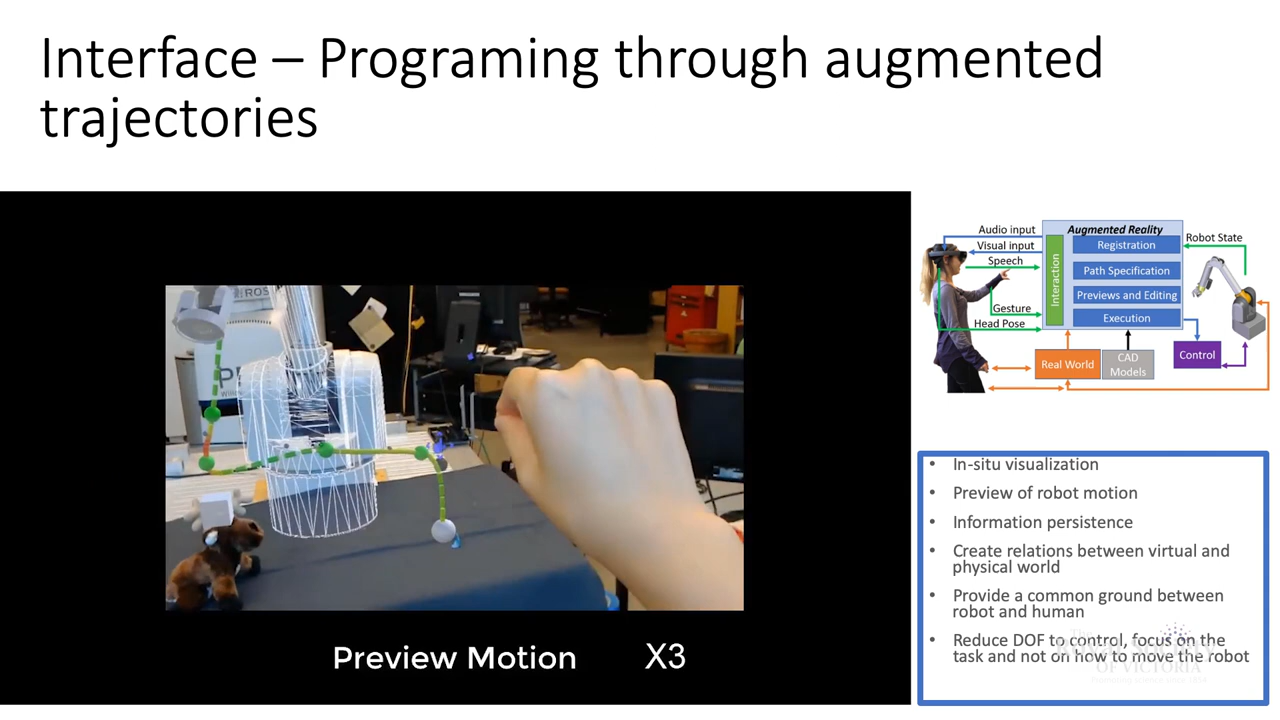 Interface – Programing through augmented
trajectories
Audio input
Visual input
Speech
Gesture
Head Pose
Augmented Reality
Interaction
Registration
Path Specification
Previews and Editing
Execution
Robot State
Real World
CAD
Models
Control
ROS
Preview Motion X3
• In-situ visualization
• Preview of robot motion
• Information persistence
• Create relations between virtual and
physical world
• Provide a common ground between
robot and human
• Reduce DOF to control, focus on the
task and not on how to move the robot
OF VICTORIA